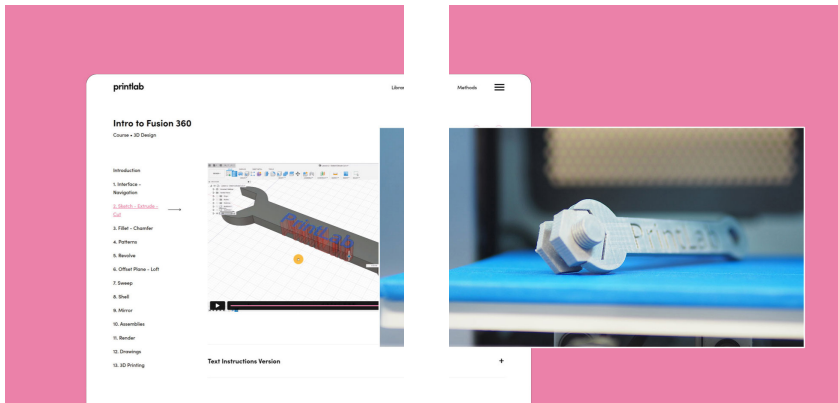 printlab
Librar
Methods
Intro to Fusion 360
Course • 3D Design
Introduction
1. Interface -
Navigation
2. Sketch - Extrude -
Cut
3. Fillet - Chamfer
4. Patterns
5. Revolve
6. Offset Plane - Loft
7. Sweep
8. Shell
9. Mirror
10. Assemblies
11. Render
12. Drawings
13. 3D Printing
PrintLab
Text Instructions Version
+